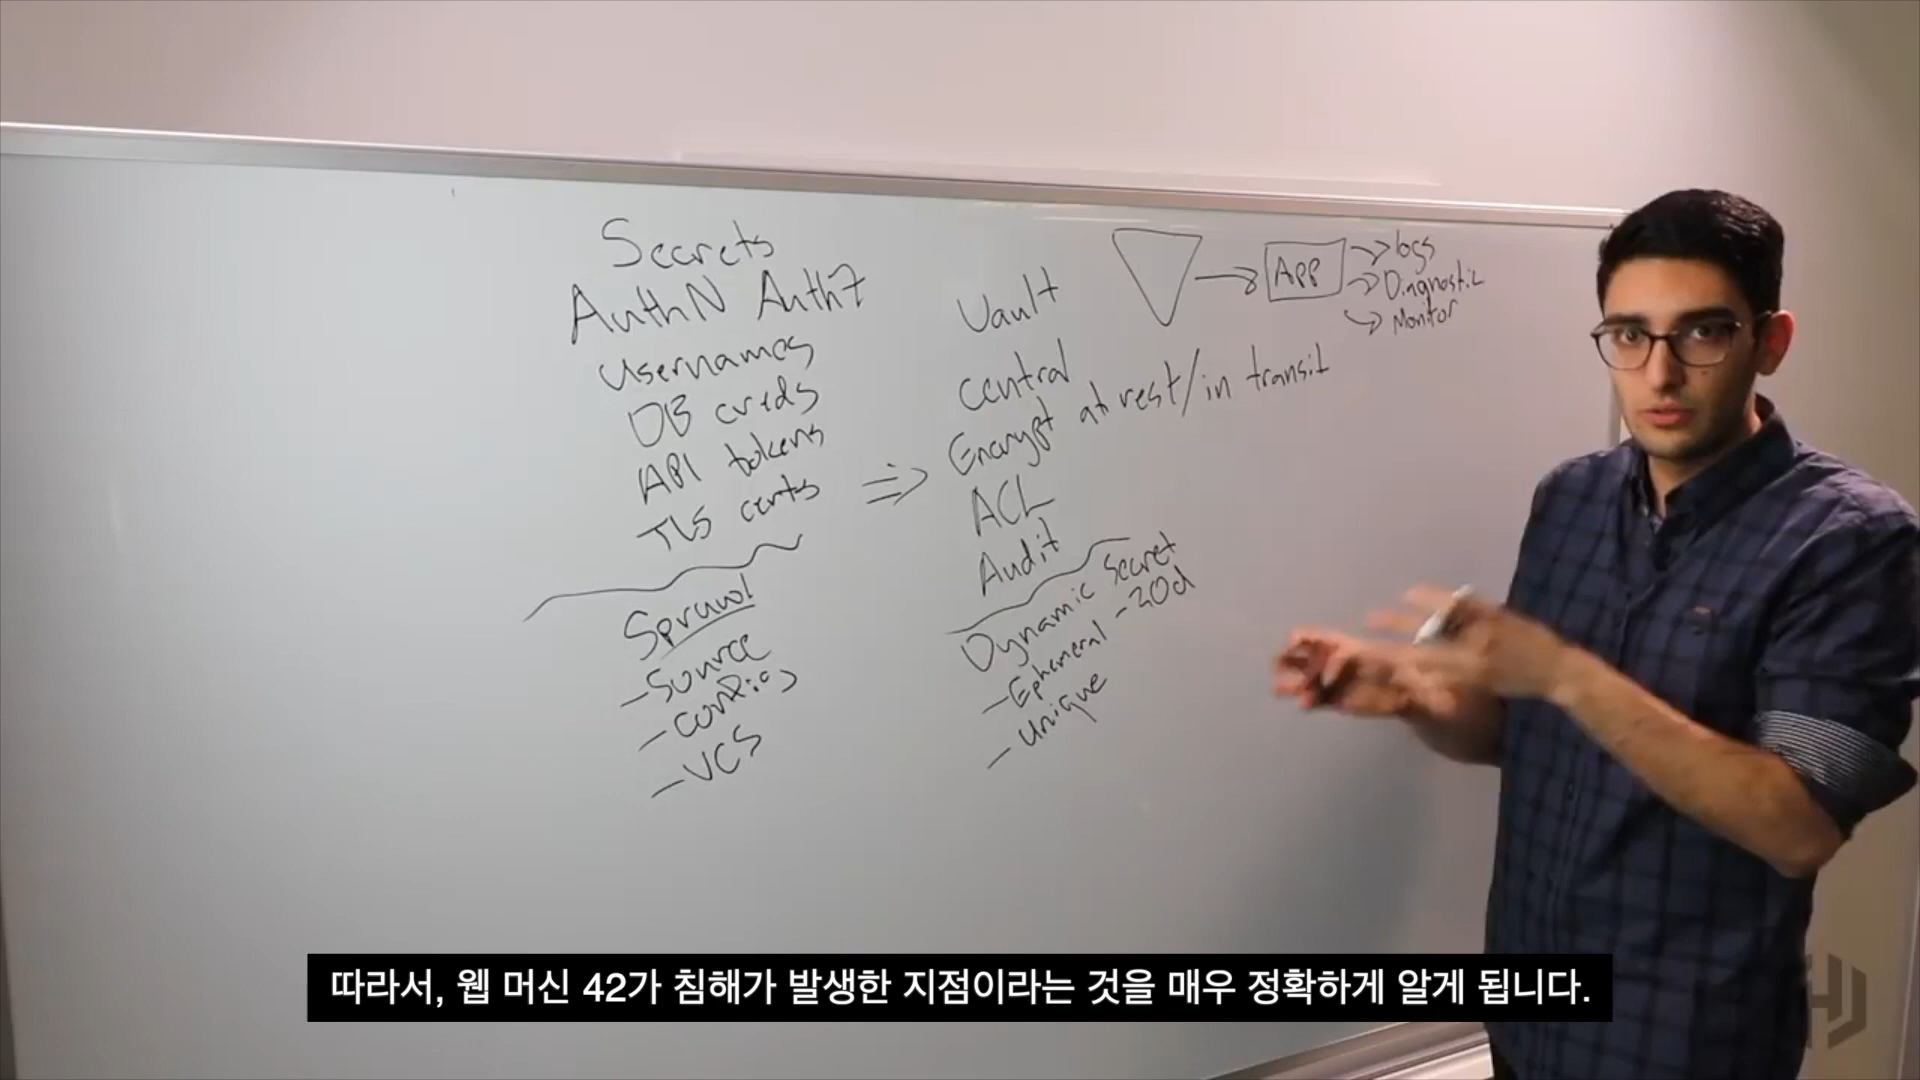 Secrets
AuthN AuthZ
Usernames
DB creds
API tokens
TLS certs
Sprawl
- Source
- Config
- VCS
⇒
Vault
Central
Encrypt at rest/in transit
ACL
Audit
Dynamic Secret
- Ephemeral - 30d
- Unique
App
logs
Diagnostic
Monitor
따라서, 웹 머신 42가 침해가 발생한 지점이라는 것을 매우 정확하게 알게 됩니다.